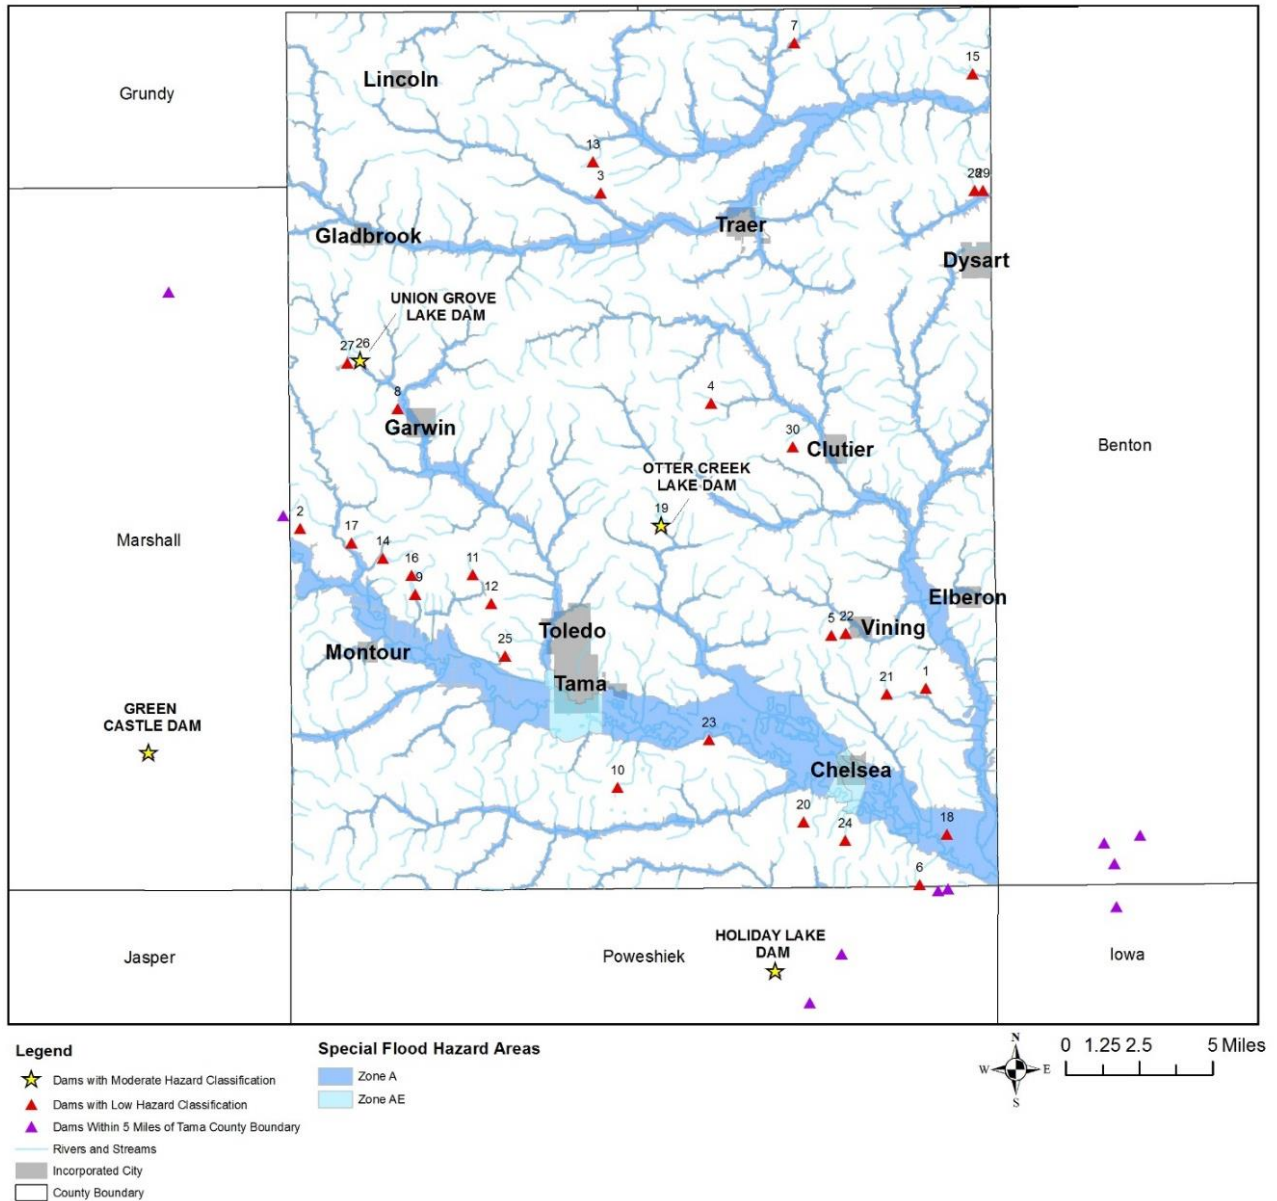 7
15
Lincoln
Grundy
13
3
28
29
Traer
Gladbrook
Dysart
UNION GROVE
LAKE DAM
27
26
4
8
Garwin
30
Clutier
Benton
OTTER CREEK
LAKE DAM
19
2
17
Marshall
14
16
11
9
12
Elberon
5
22
Vining
Toledo
25
Montour
Tama
21
1
GREEN
CASTLE DAM
23
Chelsea
10
20
24
18
6
HOLIDAY LAKE
DAM
Jasper
Poweshiek
Iowa
Legend
Dams with Moderate Hazard Classification
Dams with Low Hazard Classification
Dams Within 5 Miles of Tama County Boundary
Rivers and Streams
Incorporated City
County Boundary
Special Flood Hazard Areas
Zone A
Zone AE
N
W
E
S
0 1.25 2.5 5 Miles